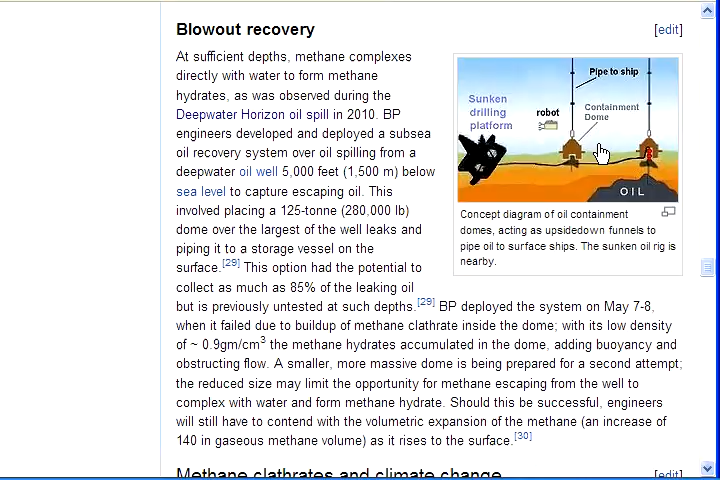 Blowout recovery
[edit]
At sufficient depths, methane complexes
directly with water to form methane
hydrates, as was observed during the
Deepwater Horizon oil spill in 2010. BP
engineers developed and deployed a subsea
oil recovery system over oil spilling from a
deepwater oil well 5,000 feet (1,500 m) below
sea level to capture escaping oil. This
involved placing a 125-tonne (280,000 lb)
dome over the largest of the well leaks and
piping it to a storage vessel on the
surface.[29] This option had the potential to
collect as much as 85% of the leaking oil
but is previously untested at such depths.[29] BP deployed the system on May 7-8,
when it failed due to buildup of methane clathrate inside the dome; with its low density
of ~ 0.9gm/cm3 the methane hydrates accumulated in the dome, adding buoyancy and
obstructing flow. A smaller, more massive dome is being prepared for a second attempt;
the reduced size may limit the opportunity for methane escaping from the well to
complex with water and form methane hydrate. Should this be successful, engineers
will still have to contend with the volumetric expansion of the methane (an increase of
140 in gaseous methane volume) as it rises to the surface.[30]
Pipe to ship
Sunken
drilling
platform
robot
Containment
Dome
OIL
Concept diagram of oil containment
domes, acting as upsidedown funnels to
pipe oil to surface ships. The sunken oil rig is
nearby.
Methane clathrates and climate change
[edit]